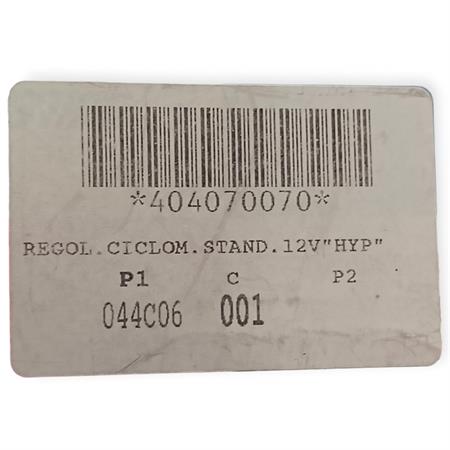 *404070070*
REGOL.CICLOM.STAND.12V"HYP"
P1 C P2
044C06 001